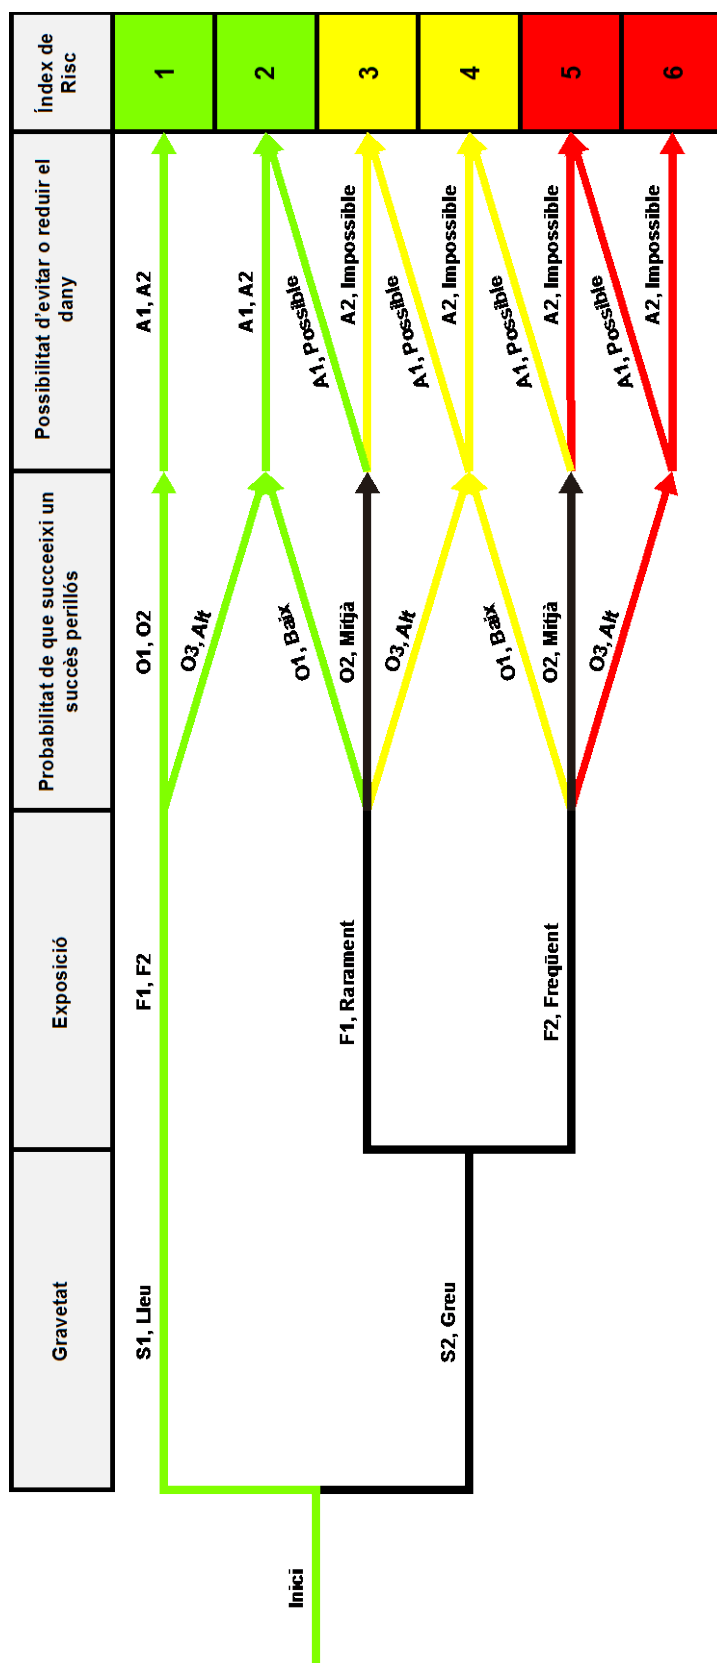 Gravetat
Exposició
Probabilitat de que succeeixi un
succès perillós
Possibilitat d'evitar o reduir el
dany
Índex de
Risc
Inici
S1, Lleu
F1, F2
O1, O2
A1, A2
1
O3, Alt
A1, A2
2
O1, Baix
A1, Possible
F1, Rarament
O2, Mitjà
A2, Impossible
3
O3, Alt
A1, Possible
S2, Greu
A2, Impossible
4
O1, Baix
A1, Possible
F2, Freqüent
O2, Mitjà
A2, Impossible
5
O3, Alt
A1, Possible
A2, Impossible
6